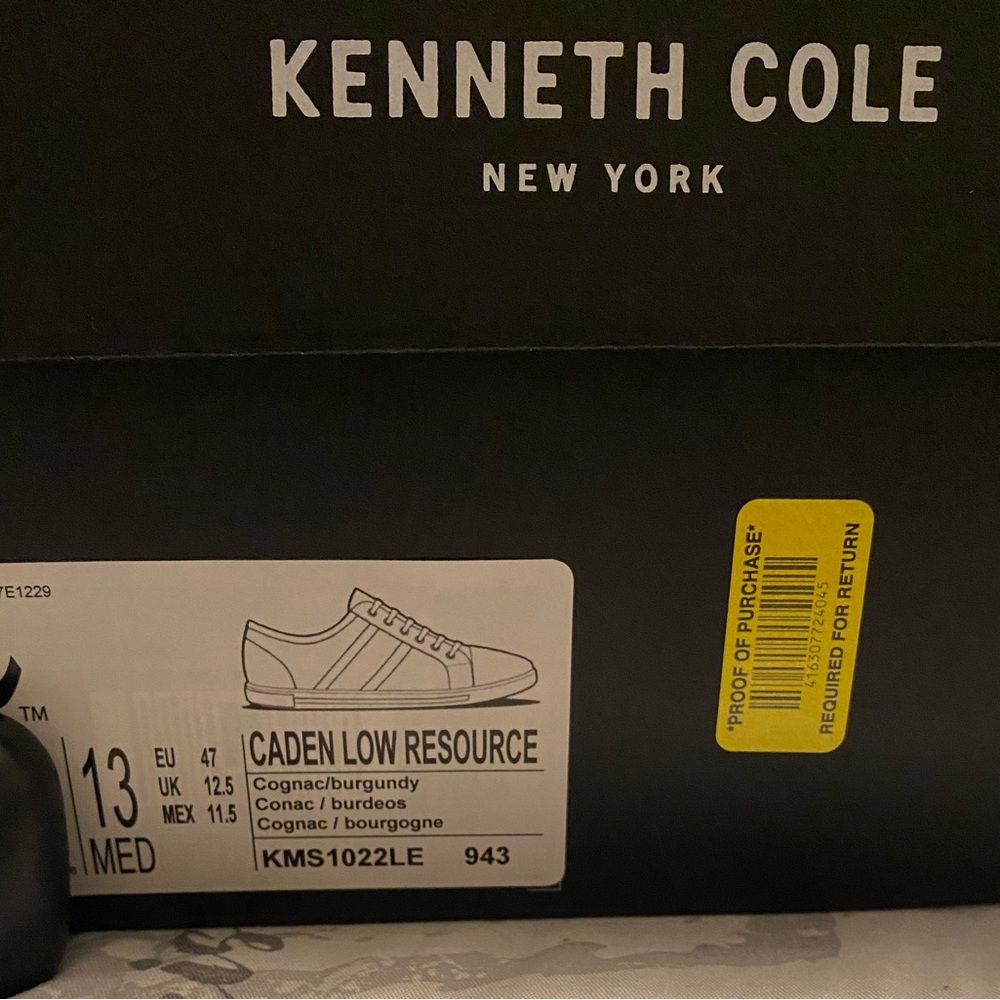 KENNETH COLE
NEW YORK
7E1229
TM
13
MED
EU 47
UK 12.5
MEX 11.5
CADEN LOW RESOURCE
Cognac/burgundy
Conac / burdeos
Cognac / bourgogne
KMS1022LE 943
*PROOF OF PURCHASE*
416307724045
REQUIRED FOR RETURN